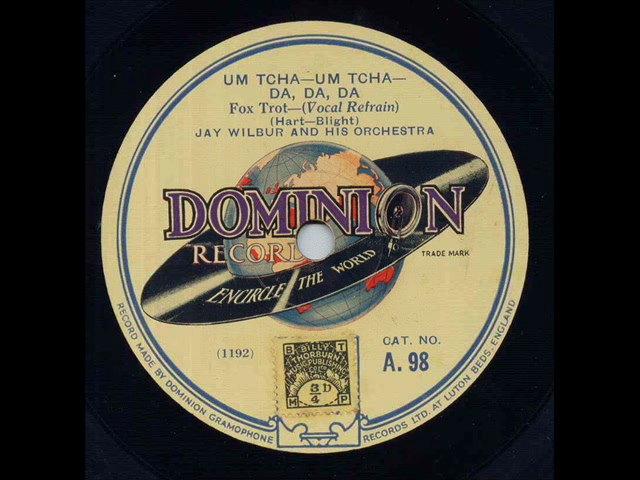 UM TCHA—UM TCHA—
DA, DA, DA
Fox Trot—(Vocal Refrain)
(Hart—Blight)
JAY WILBUR AND HIS ORCHESTRA
DOMINION
RECORD
ENCIRCLE THE WORLD
TRADE MARK
(1192)
CAT. NO.
A. 98
B T
BILLY
THORBURN
MUSIC PUBLISHING
3 D
4
M P
RECORD MADE BY DOMINION GRAMOPHONE RECORDS LTD. AT LUTON BEDS. ENGLAND